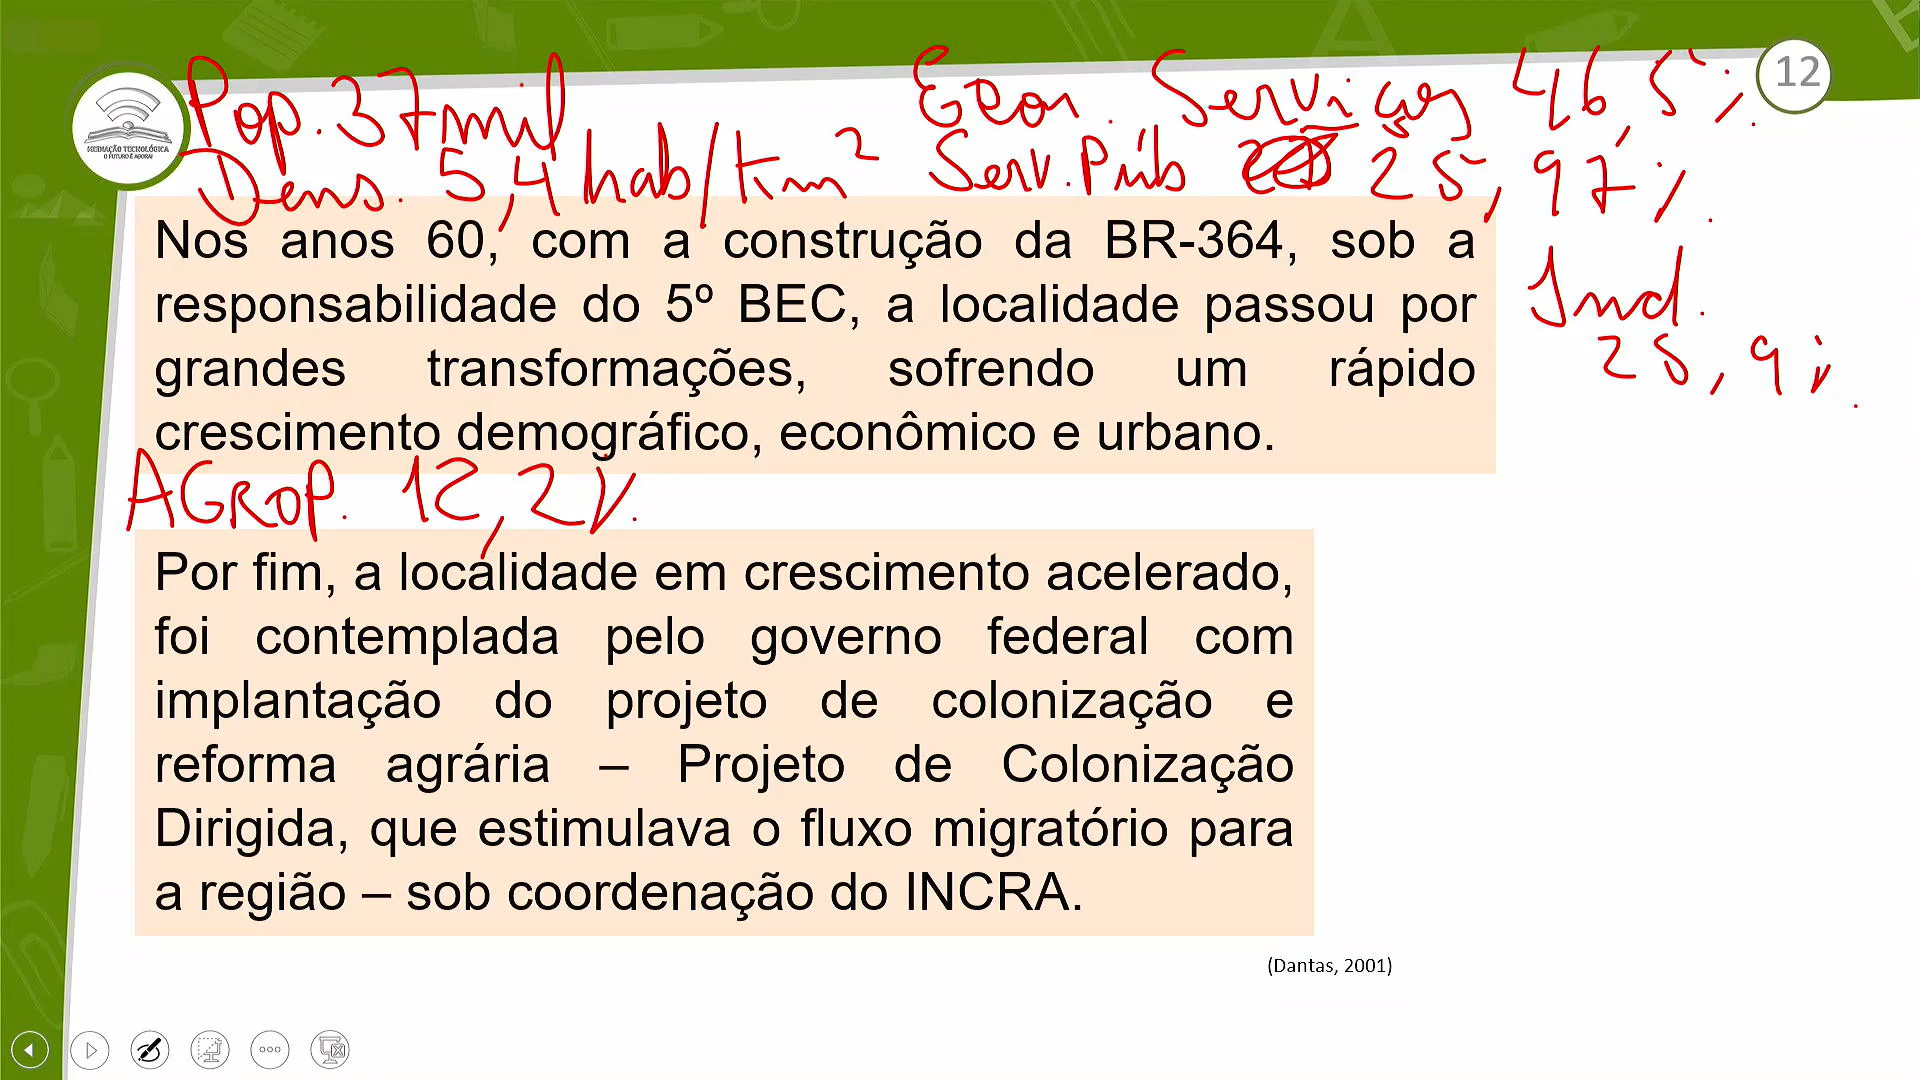 12
MEDIAÇÃO TECNOLÓGICA
O FUTURO É AGORA!
Pop. 37 mil
Dens. 5,4 hab/km²
Econ. Serviços 46,5%
Serv. Púb 25,97%
Ind.
25,9%
Nos anos 60, com a construção da BR-364, sob a
responsabilidade do 5º BEC, a localidade passou por
grandes transformações, sofrendo um rápido
crescimento demográfico, econômico e urbano.
AGROP. 12,2%
Por fim, a localidade em crescimento acelerado,
foi contemplada pelo governo federal com
implantação do projeto de colonização e
reforma agrária – Projeto de Colonização
Dirigida, que estimulava o fluxo migratório para
a região – sob coordenação do INCRA.
(Dantas, 2001)